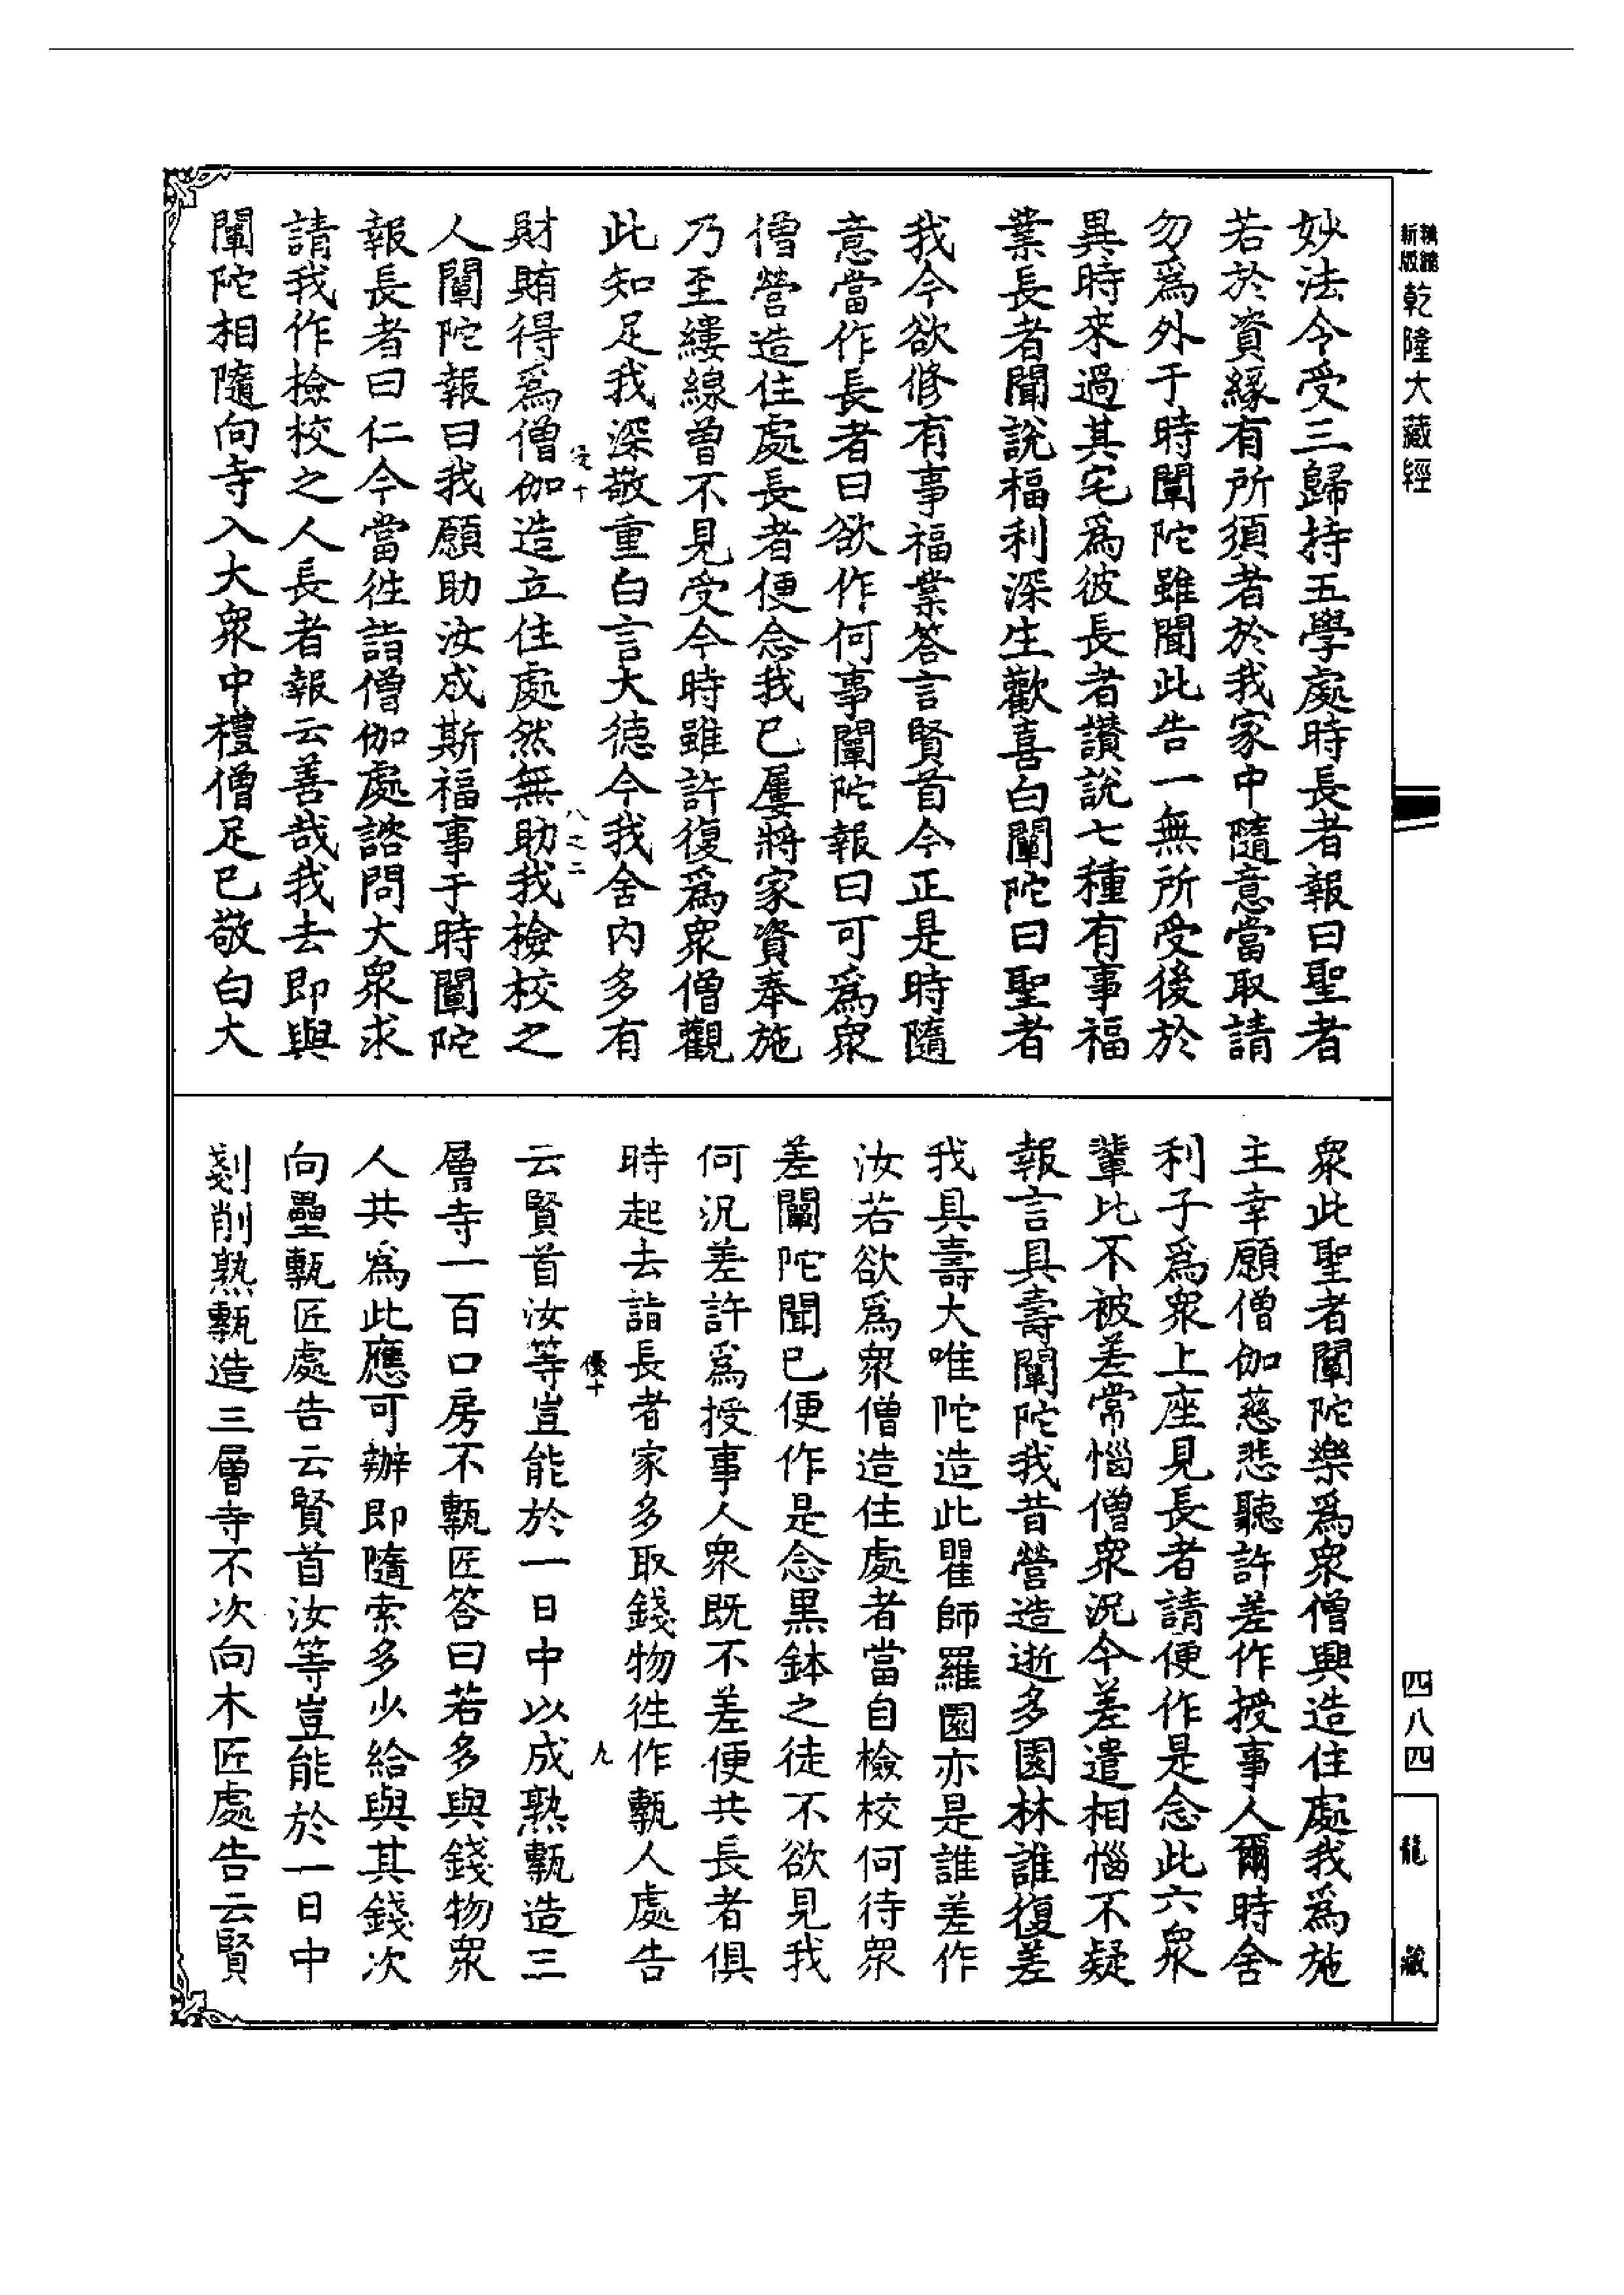 新版
乾隆大藏經
四八四
龍藏
妙法令受三歸持五學處時長者報曰聖者
若於資緣有所須者於我家中隨意當取請
勿為外于時闡陀雖聞此告一無所受後於
異時來過其宅為彼長者讚說七種有事福
業長者聞說福利深生歡喜白闡陀曰聖者
我今欲修有事福業答言賢首今正是時隨
意當作長者曰欲作何事闡陀報曰可為衆
僧營造住處長者便念我已屢將家資奉施
乃至縷線曾不見受今時雖許復為衆僧觀
此知足我深敬重白言大德今我舍內多有
財賄得為僧伽造立住處然無助我檢校之
人闡陀報曰我願助汝成斯福事于時闡陀
報長者曰仁今當往詣僧伽處諮問大衆求
請我作檢校之人長者報云善哉我去即與
闡陀相隨向寺入大衆中禮僧足已敬白大
八之二
衆此聖者闡陀樂為衆僧興造住處我為施
主幸願僧伽慈悲聽許差作授事人爾時舍
利子為衆上座見長者請便作是念此六衆
輩比不被差常惱僧衆況今差遣相惱不疑
報言具壽闡陀我昔營造逝多園林誰復差
我具壽大唯陀造此瞿師羅園亦是誰差作
汝若欲為衆僧造住處者當自檢校何待衆
差闡陀聞已便作是念黑鉢之徒不欲見我
何況差許為授事人衆既不差便共長者俱
時起去詣長者家多取錢物往作甎人處告
云賢首汝等豈能於一日中以成熟甎造三
層寺一百口房不甎匠答曰若多與錢物衆
人共為此應可辦即隨索多少給與其錢次
向壘甎匠處告云賢首汝等豈能於一日中
剗削熟甎造三層寺不次向木匠處告云賢
優十
九